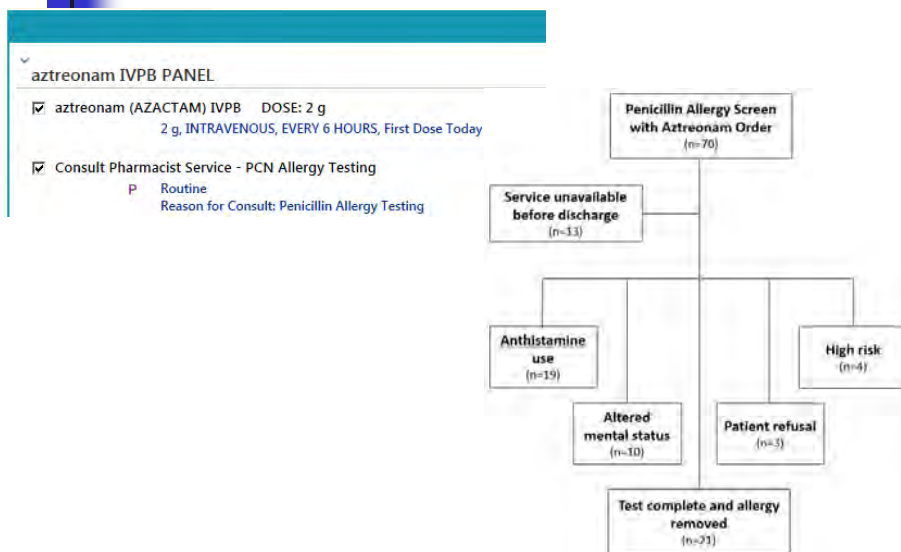 aztreonam IVPB PANEL
aztreonam (AZACTAM) IVPB DOSE: 2 g
2 g, INTRAVENOUS, EVERY 6 HOURS, First Dose Today
Consult Pharmacist Service - PCN Allergy Testing
P Routine
Reason for Consult: Penicillin Allergy Testing
Penicillin Allergy Screen
with Aztreonam Order
(n=70)
Service unavailable
before discharge
(n=13)
Anthistamine
use
(n=19)
High risk
(n=4)
Altered
mental status
(n=10)
Patient refusal
(n=3)
Test complete and allergy
removed
(n=21)